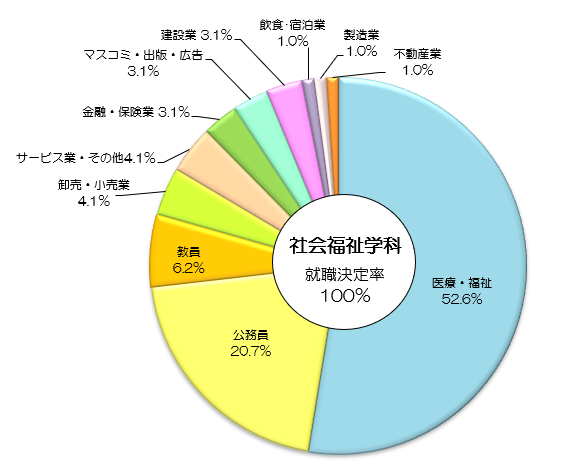 飲食・宿泊業
1.0%
製造業
1.0%
不動産業
1.0%
建設業 3.1%
マスコミ・出版・広告
3.1%
金融・保険業 3.1%
サービス業・その他4.1%
卸売・小売業
4.1%
教員
6.2%
公務員
20.7%
医療・福祉
52.6%
社会福祉学科
就職決定率
100%